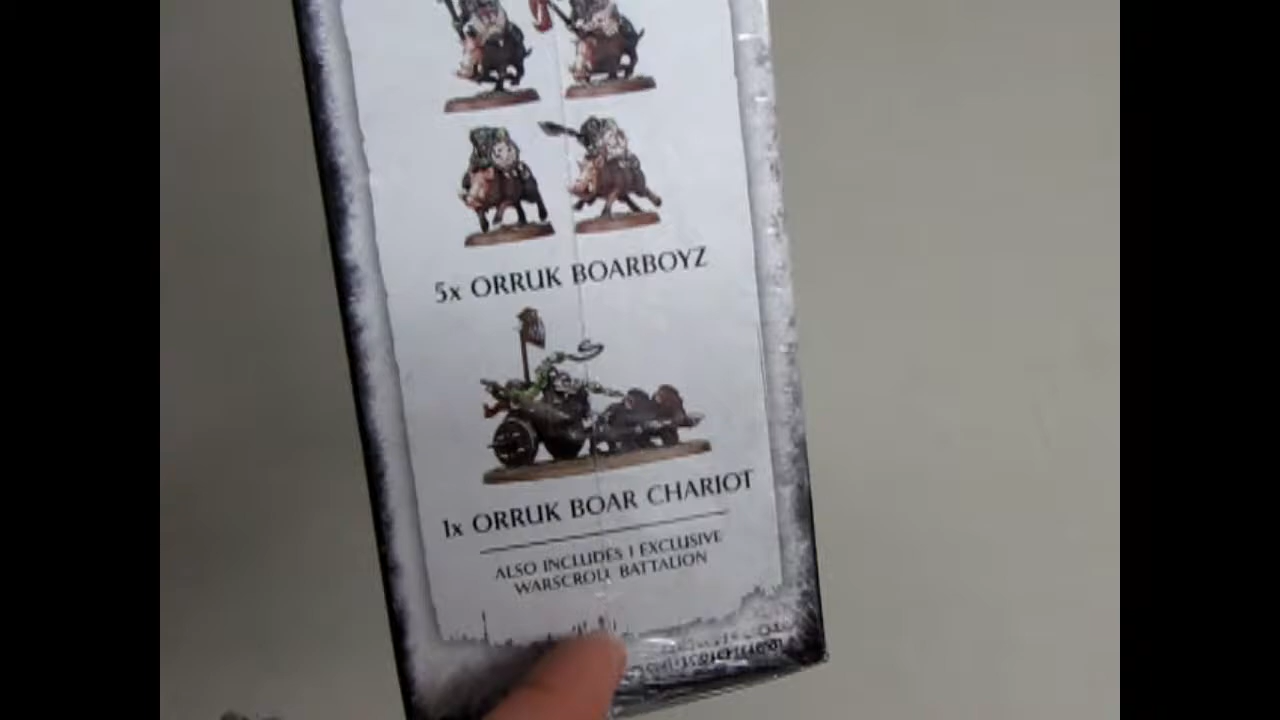 5x ORRUK BOARBOYZ
1x ORRUK BOAR CHARIOT
ALSO INCLUDES 1 EXCLUSIVE
WARSCROLL BATTALION